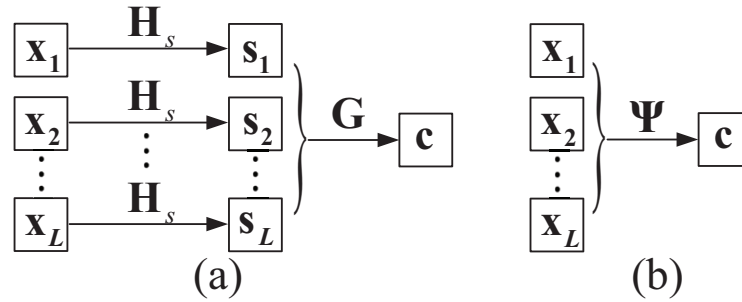 x1 Hs s1 x1
x2 Hs s2 G c x2 Ψ c
xL Hs sL xL
(a) (b)